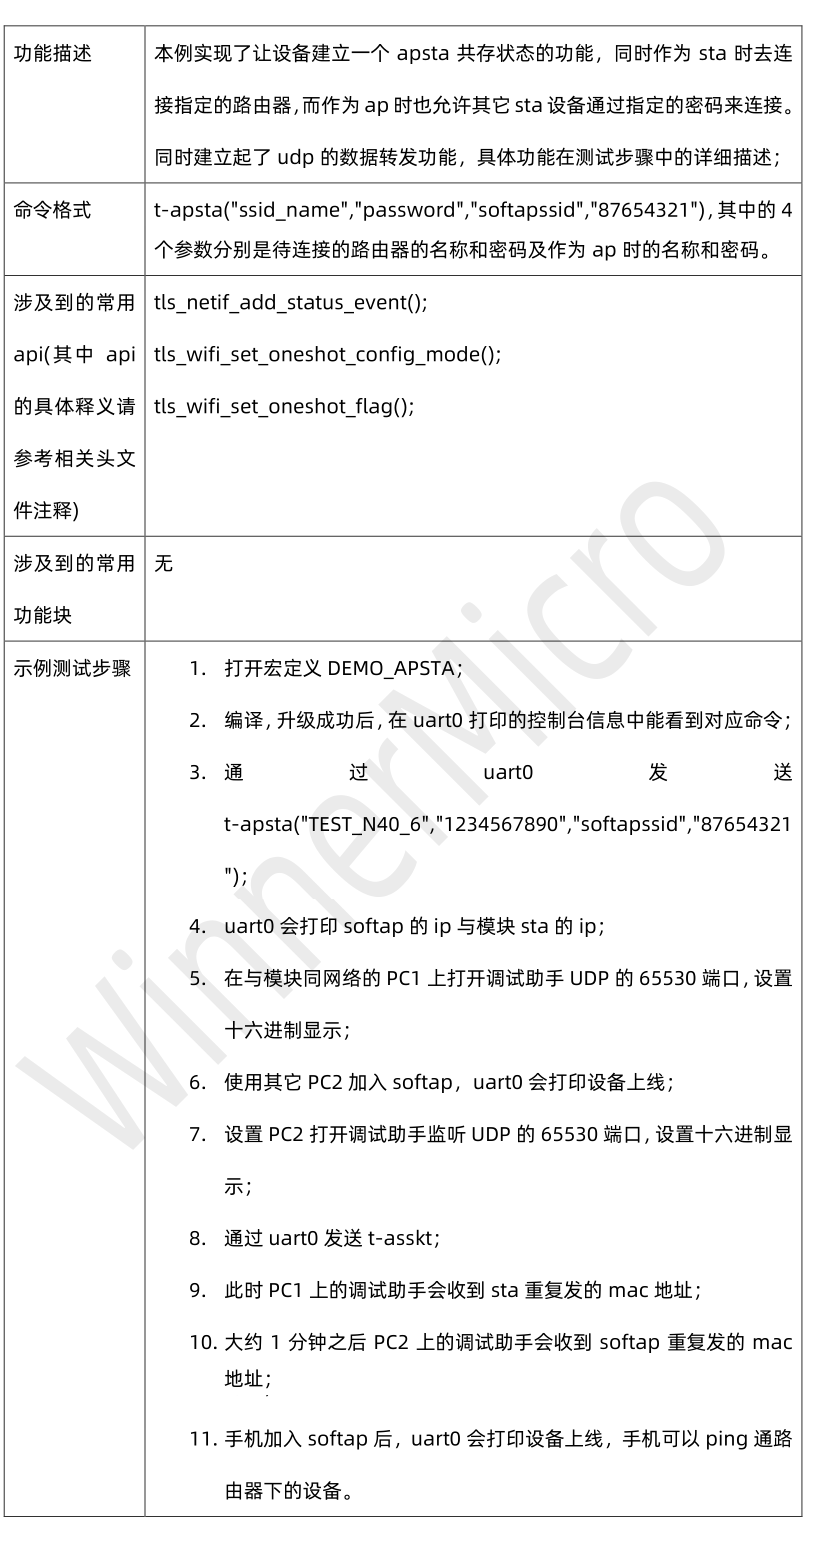 功能描述
本例实现了让设备建立一个 apsta 共存状态的功能，同时作为 sta 时去连
接指定的路由器，而作为 ap 时也允许其它 sta 设备通过指定的密码来连接。
同时建立起了 udp 的数据转发功能，具体功能在测试步骤中的详细描述；
命令格式
t-apsta("ssid_name","password","softapssid","87654321")，其中的 4
个参数分别是待连接的路由器的名称和密码及作为 ap 时的名称和密码。
涉及到的常用
api(其中 api
的具体释义请
参考相关头文
件注释)
tls_netif_add_status_event();
tls_wifi_set_oneshot_config_mode();
tls_wifi_set_oneshot_flag();
涉及到的常用
功能块
无
示例测试步骤
1. 打开宏定义 DEMO_APSTA；
2. 编译，升级成功后，在 uart0 打印的控制台信息中能看到对应命令；
3. 通 过 uart0 发 送
t-apsta("TEST_N40_6","1234567890","softapssid","87654321
")；
4. uart0 会打印 softap 的 ip 与模块 sta 的 ip；
5. 在与模块同网络的 PC1 上打开调试助手 UDP 的 65530 端口，设置
十六进制显示；
6. 使用其它 PC2 加入 softap，uart0 会打印设备上线；
7. 设置 PC2 打开调试助手监听 UDP 的 65530 端口，设置十六进制显
示；
8. 通过 uart0 发送 t-asskt；
9. 此时 PC1 上的调试助手会收到 sta 重复发的 mac 地址；
10. 大约 1 分钟之后 PC2 上的调试助手会收到 softap 重复发的 mac
地址；
11. 手机加入 softap 后，uart0 会打印设备上线，手机可以 ping 通路
由器下的设备。
WinnerMicro